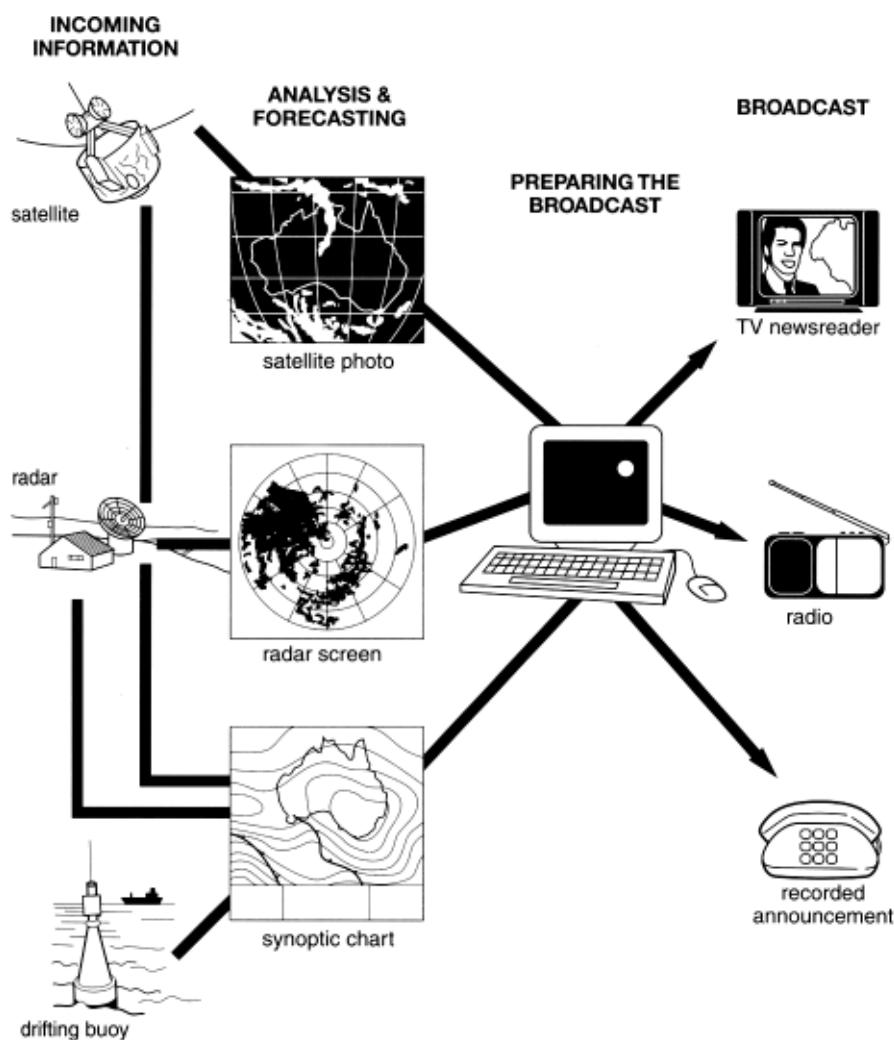 INCOMING
INFORMATION
satellite
radar
drifting buoy
ANALYSIS &
FORECASTING
satellite photo
radar screen
synoptic chart
PREPARING THE
BROADCAST
BROADCAST
TV newsreader
radio
recorded
announcement